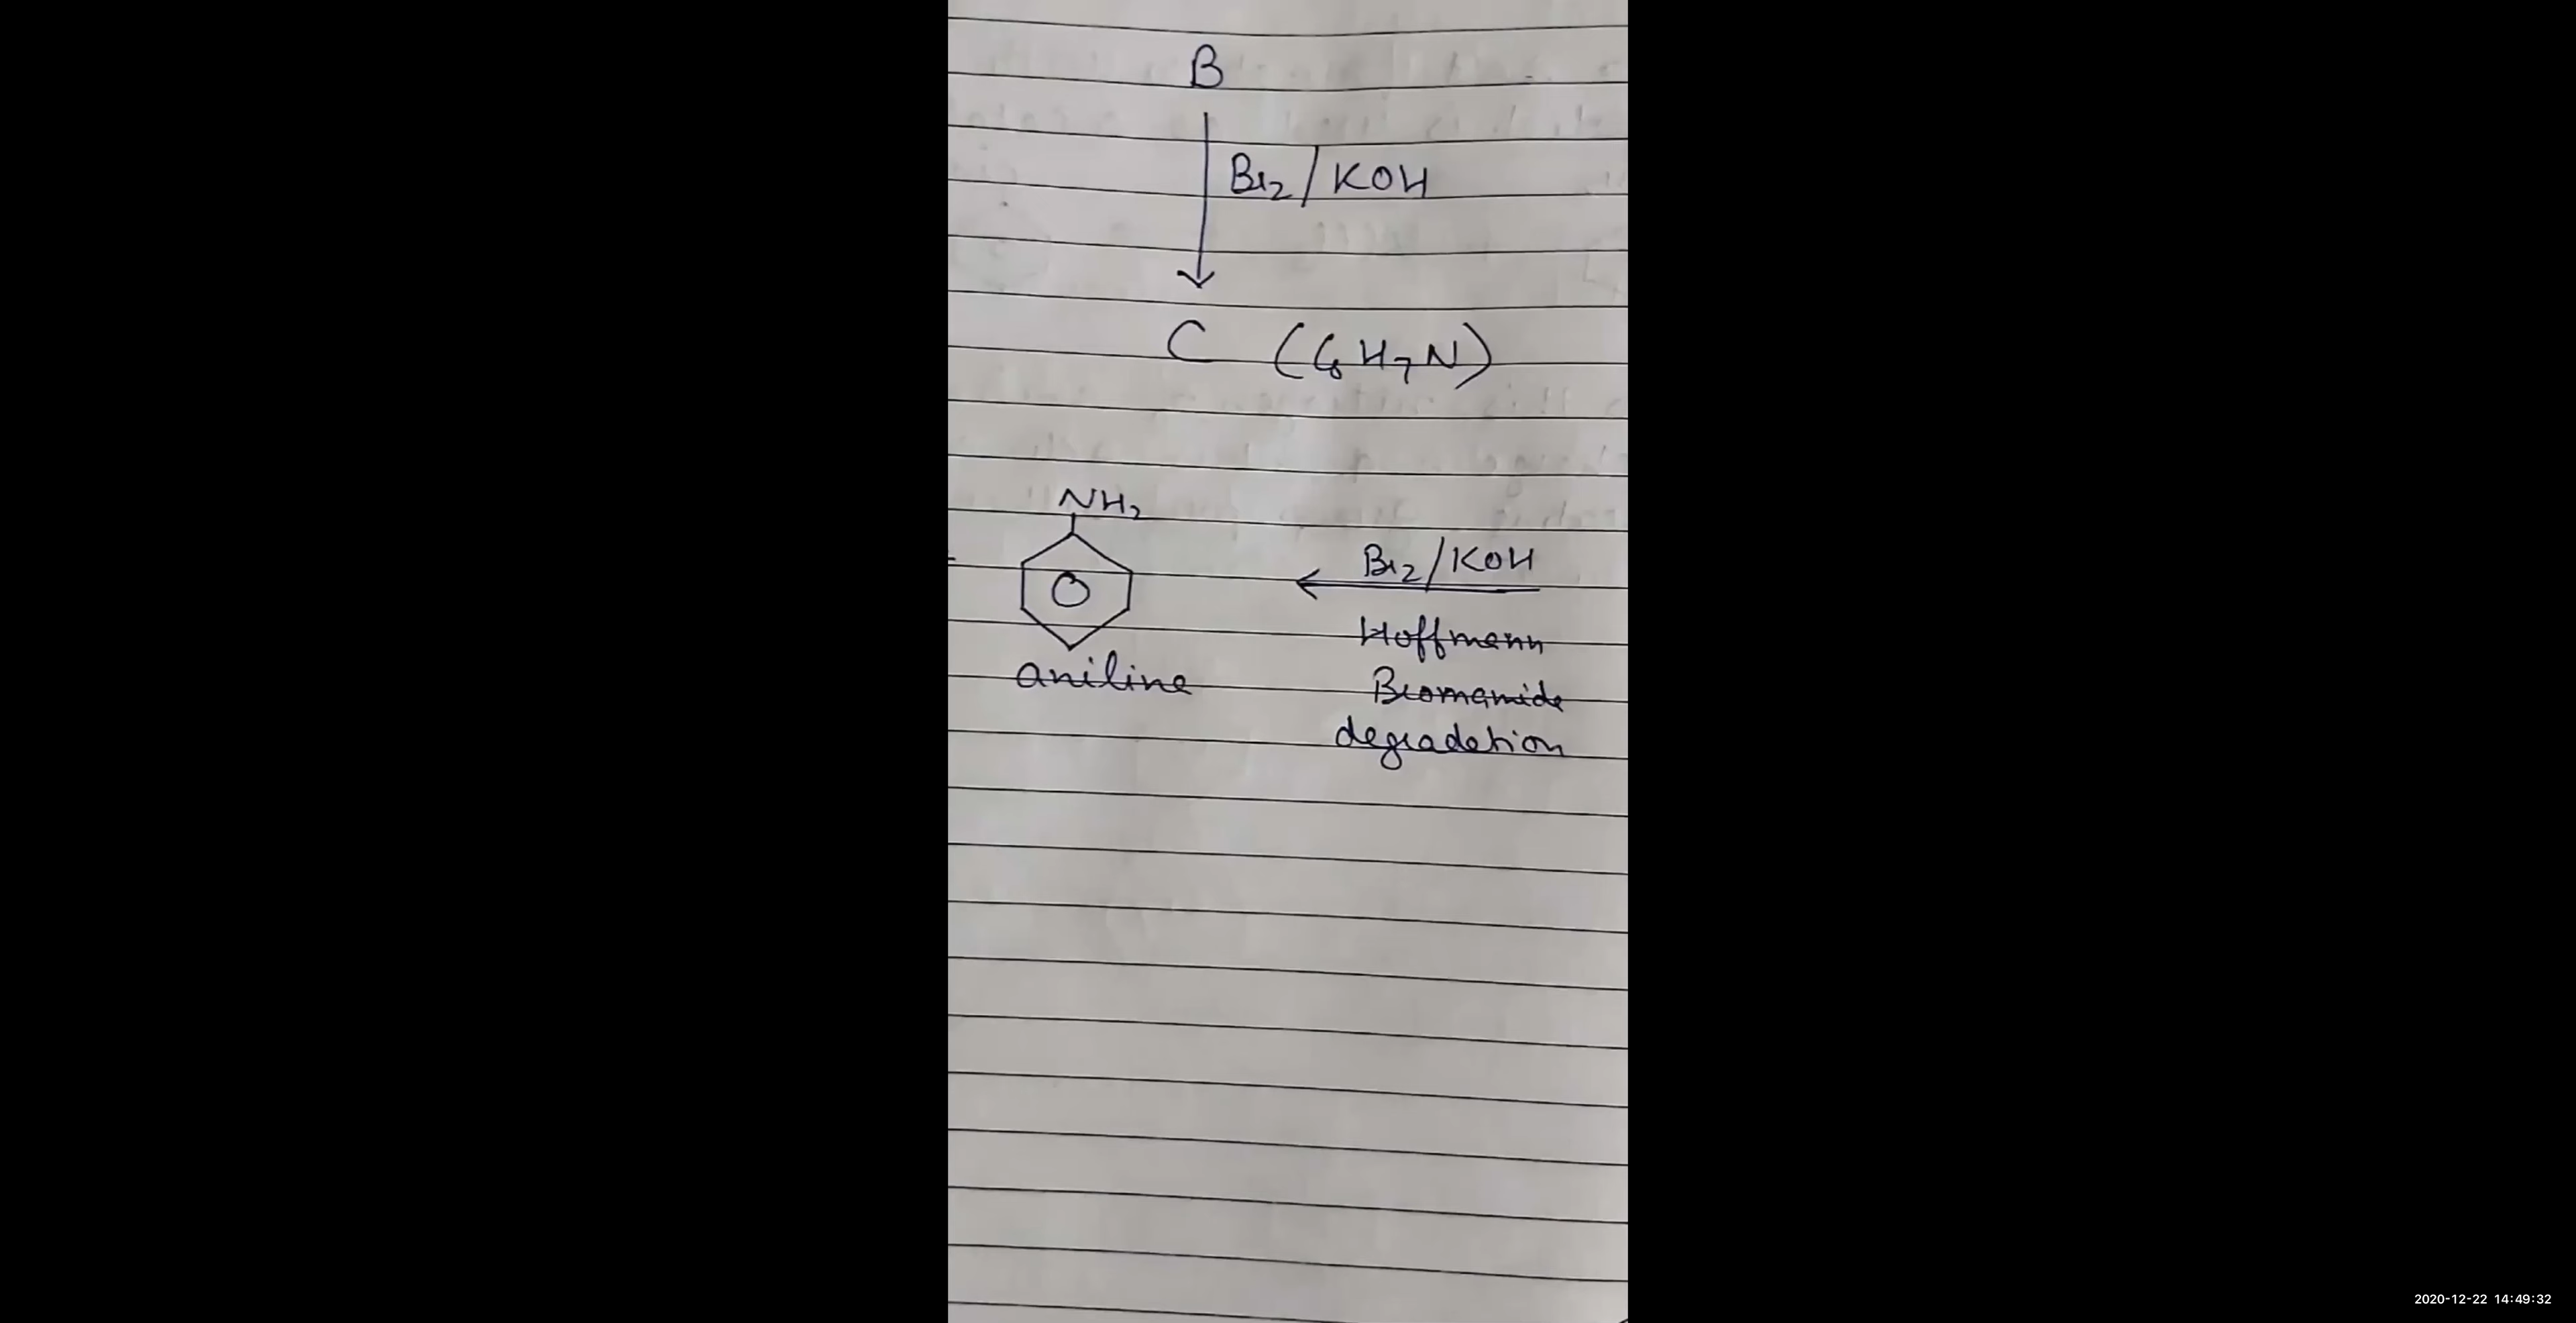 B
Br2/KOH
C (C6H7N)
NH2
Br2/KOH
Hoffmann
aniline
Bromamide
degradation
2020-12-22 14:49:32